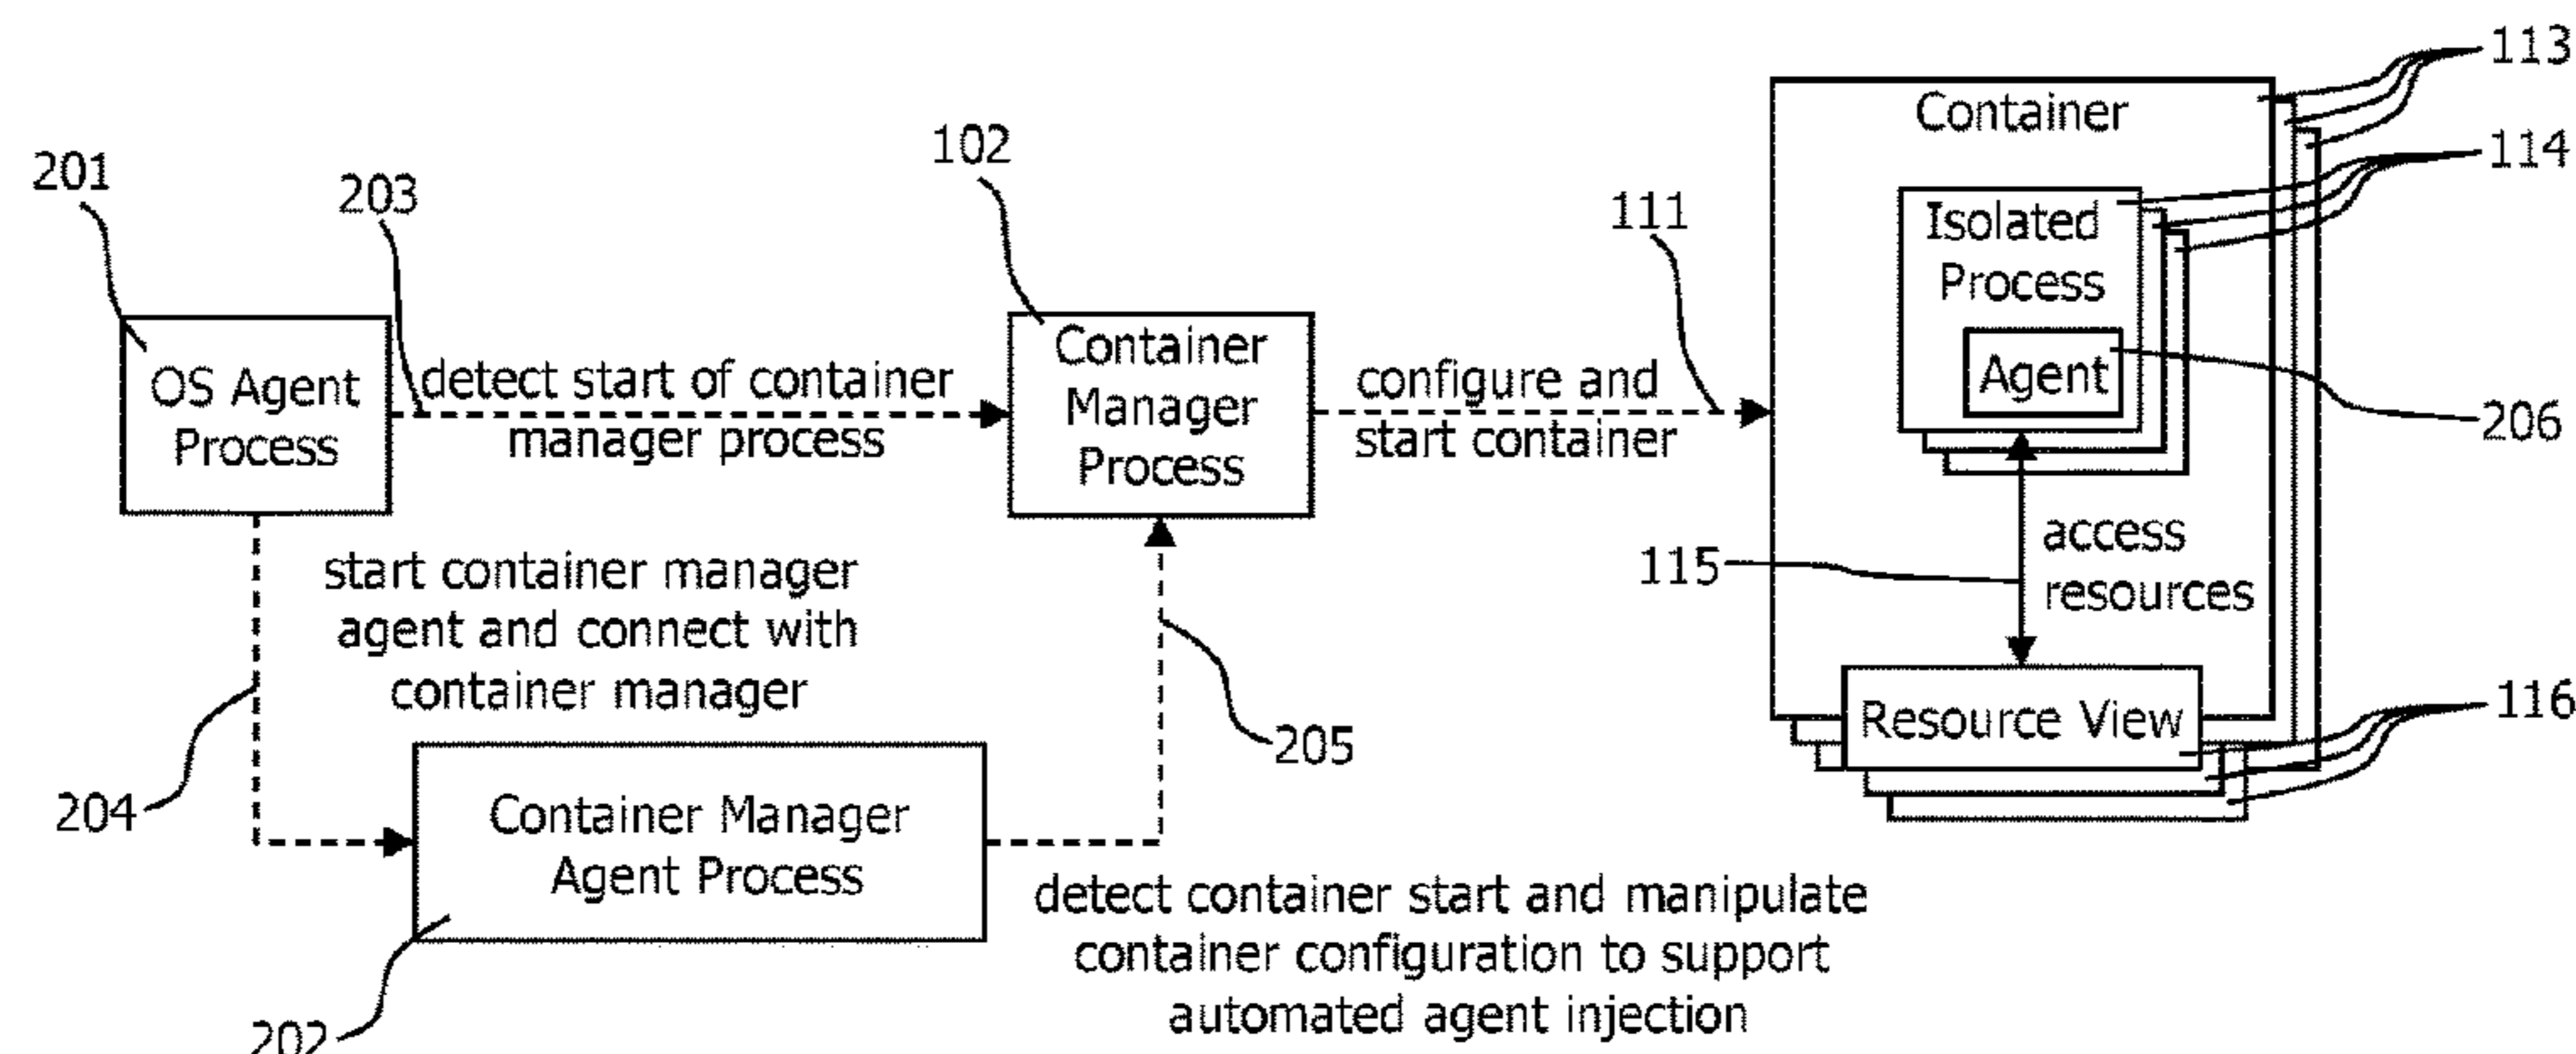 113
Container
102
114
201
203
Isolated
Process
111
Container
Manager
Process
OS Agent
Process
detect start of container
manager process
configure and
start container
Agent
206
access
resources
115
start container manager
agent and connect with
container manager
Resource View
116
205
204
Container Manager
Agent Process
detect container start and manipulate
container configuration to support
automated agent injection
202